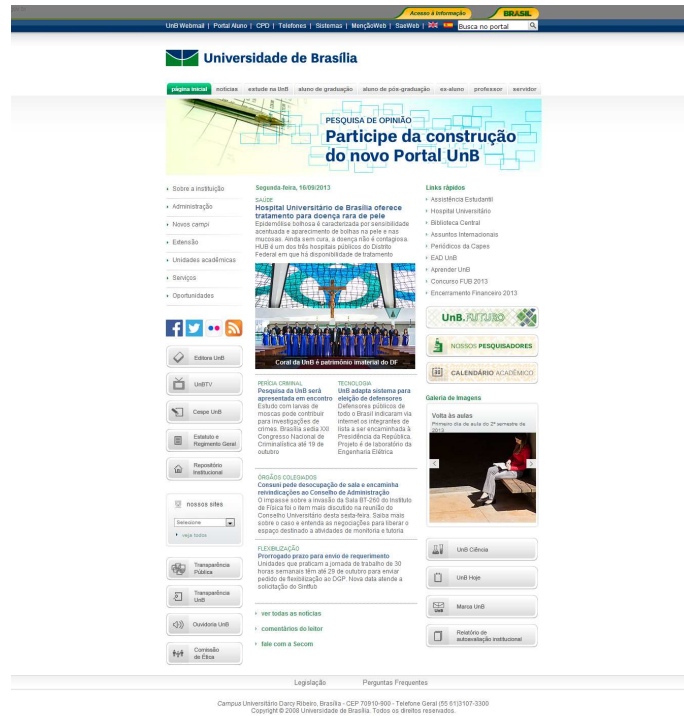 Acesso à Informação
BRASIL
UnB Webmail | Portal Aluno | CPD | Telefones | Sistemas | MençãoWeb | SaeWeb |
Busca no portal
Universidade de Brasília
página inicial notícias estude na UnB aluno de graduação aluno de pós-graduação ex-aluno professor servidor
PESQUISA DE OPINIÃO
Participe da construção
do novo Portal UnB
Sobre a instituição
Administração
Novos campi
Extensão
Unidades acadêmicas
Serviços
Oportunidades
Editora UnB
UnBTV
Cespe UnB
Estatuto e
Regimento Geral
Repositório
Institucional
nossos sites
Selecione
veja todos
Transparência
Pública
Transparência
UnB
Ouvidoria UnB
Comissão
de Ética
Segunda-feira, 16/09/2013
SAÚDE
Hospital Universitário de Brasília oferece
tratamento para doença rara de pele
Epidermólise bolhosa é caracterizada por sensibilidade
acentuada e aparecimento de bolhas na pele e nas
mucosas. Ainda sem cura, a doença não é contagiosa.
HUB é um dos três hospitais públicos do Distrito
Federal em que há disponibilidade de tratamento
Coral da UnB é patrimônio imaterial do DF
PERÍCIA CRIMINAL
Pesquisa da UnB será
apresentada em encontro
Estudo com larvas de
moscas pode contribuir
para investigações de
crimes. Brasília sedia XXI
Congresso Nacional de
Criminalística até 19 de
outubro
TECNOLOGIA
UnB adapta sistema para
eleição de defensores
Defensores públicos de
todo o Brasil indicaram via
internet os integrantes de
lista a ser encaminhada à
Presidência da República.
Projeto é de laboratório da
Engenharia Elétrica
ÓRGÃOS COLEGIADOS
Consuni pede desocupação de sala e encaminha
reivindicações ao Conselho de Administração
O impasse sobre a invasão da Sala BT-260 do Instituto
de Física foi o item mais discutido na reunião do
Conselho Universitário desta sexta-feira. Saiba mais
sobre o caso e entenda as negociações para liberar o
espaço destinado a atividades de monitoria e tutoria
FLEXIBILIZAÇÃO
Prorrogado prazo para envio de requerimento
Unidades que praticam a jornada de trabalho de 30
horas semanais têm até 29 de outubro para enviar
pedido de flexibilização ao DGP. Nova data atende a
solicitação do Sintfub
ver todas as notícias
comentários do leitor
fale com a Secom
Links rápidos
Assistência Estudantil
Hospital Universitário
Biblioteca Central
Assuntos Internacionais
Periódicos da Capes
EAD UnB
Aprender UnB
Concurso FUB 2013
Encerramento Financeiro 2013
UnB.FUTURO
NOSSOS PESQUISADORES
CALENDÁRIO ACADÊMICO
Galeria de Imagens
Volta às aulas
Primeiro dia de aula do 2º semestre de
2013
UnB Ciência
UnB Hoje
Marca UnB
Relatório de
autoavaliação institucional
Legislação Perguntas Frequentes
Campus Universitário Darcy Ribeiro, Brasília - CEP 70910-900 - Telefone Geral (55 61)3107-3300
Copyright © 2008 Universidade de Brasília. Todos os direitos reservados.